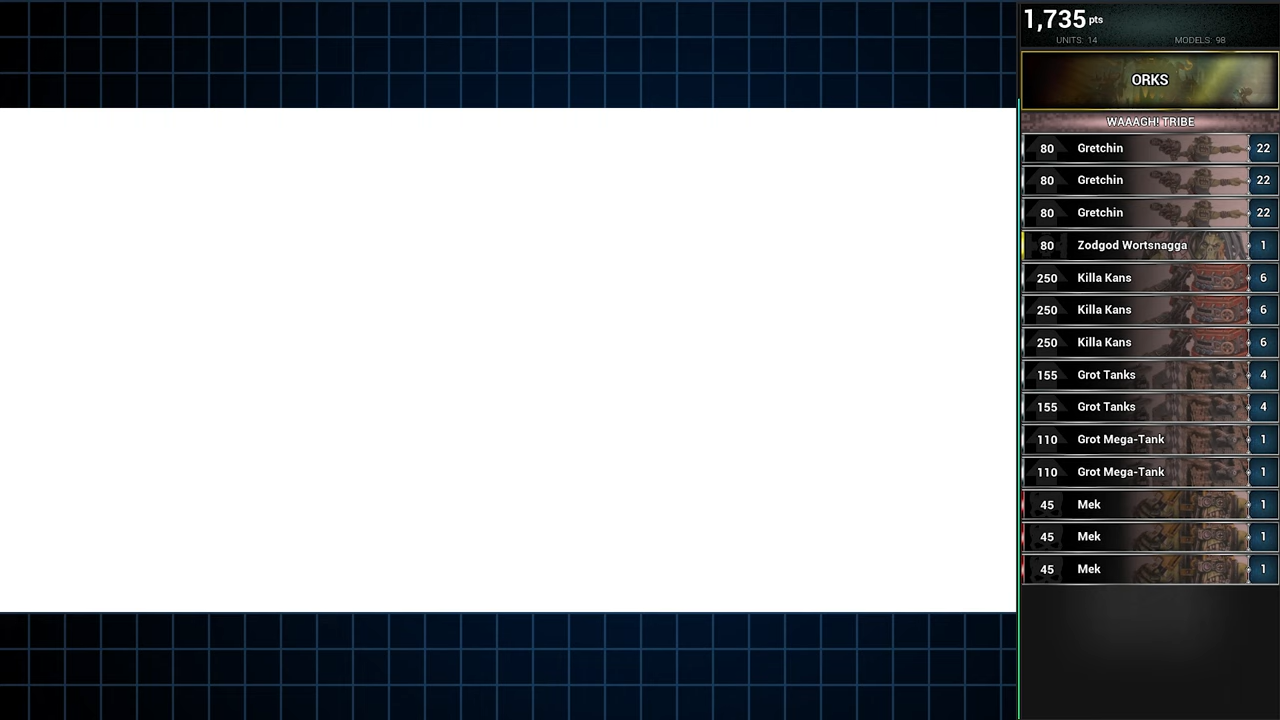 1,735 pts
UNITS: 14 MODELS: 98
ORKS
WAAAGH! TRIBE
80 Gretchin 22
80 Gretchin 22
80 Gretchin 22
80 Zodgod Wortsnagga 1
250 Killa Kans 6
250 Killa Kans 6
250 Killa Kans 6
155 Grot Tanks 4
155 Grot Tanks 4
110 Grot Mega-Tank 1
110 Grot Mega-Tank 1
45 Mek 1
45 Mek 1
45 Mek 1